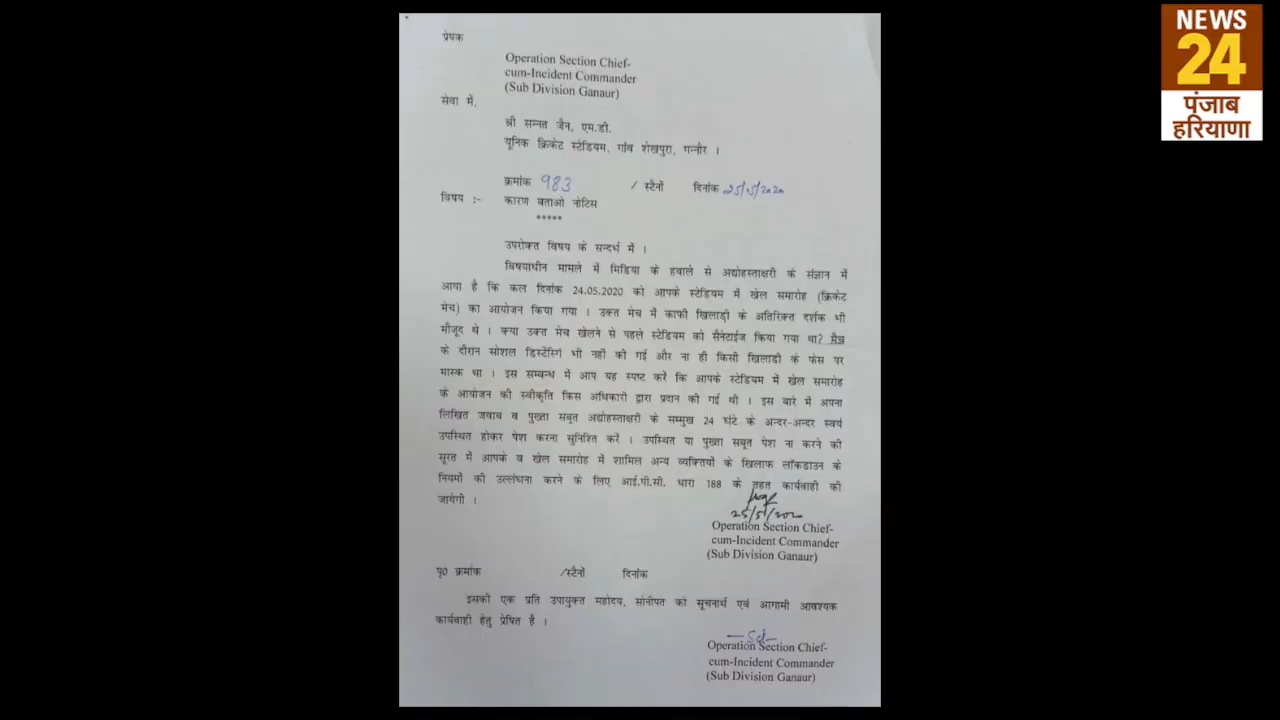 प्रेषक
Operation Section Chief-
cum-Incident Commander
(Sub Division Ganaur)
सेवा में,
श्री सन्नत जैन, एम.डी.
यूनिक क्रिकेट स्टेडियम, गांव शेखपुरा, गन्नौर ।
क्रमांक 983 / स्टैनों दिनांक 25/5/2020
विषय :- कारण बताओ नोटिस
*****
उपरोक्त विषय के सन्दर्भ में ।
विषयाधीन मामले में मिडिया के हवाले से अद्योहस्ताक्षरी के संज्ञान में
आया है कि कल दिनांक 24.05.2020 को आपके स्टेडियम में खेल समारोह (क्रिकेट
मेच) का आयोजन किया गया । उक्त मेच में काफी खिलाड़ी के अतिरिक्त दर्शक भी
मौजूद थे । क्या उक्त मेच खेलने से पहले स्टेडियम को सैनेटाईज किया गया था? मैच
के दौरान सोशल डिस्टेंसिंग भी नहीं की गई और ना ही किसी खिलाडी के फेस पर
मास्क था । इस सम्बन्ध में आप यह स्पष्ट करें कि आपके स्टेडियम में खेल समारोह
के आयोजन की स्वीकृति किस अधिकारी द्वारा प्रदान की गई थी । इस बारे में अपना
लिखित जवाब व पुख्ता सबूत अद्योहस्ताक्षरी के सम्मुख 24 घंटे के अन्दर-अन्दर स्वयं
उपस्थित होकर पेश करना सुनिश्ति करें । उपस्थित या पुख्ता सबूत पेश ना करने की
सूरत में आपके व खेल समारोह में शामिल अन्य व्यक्तियों के खिलाफ लॉकडाउन के
नियमों की उल्लंघना करने के लिए आई.पी.सी. धारा 188 के तहत कार्यवाही की
जायेगी ।
25/5/2020
Operation Section Chief-
cum-Incident Commander
(Sub Division Ganaur)
पृ0 क्रमांक /स्टैनों दिनांक
इसकी एक प्रति उपायुक्त महोदय, सोनीपत को सूचनार्थ एवं आगामी आवश्यक
कार्यवाही हेतु प्रेषित है ।
-Sd-
Operation Section Chief-
cum-Incident Commander
(Sub Division Ganaur)
NEWS
24
पंजाब
हरियाणा